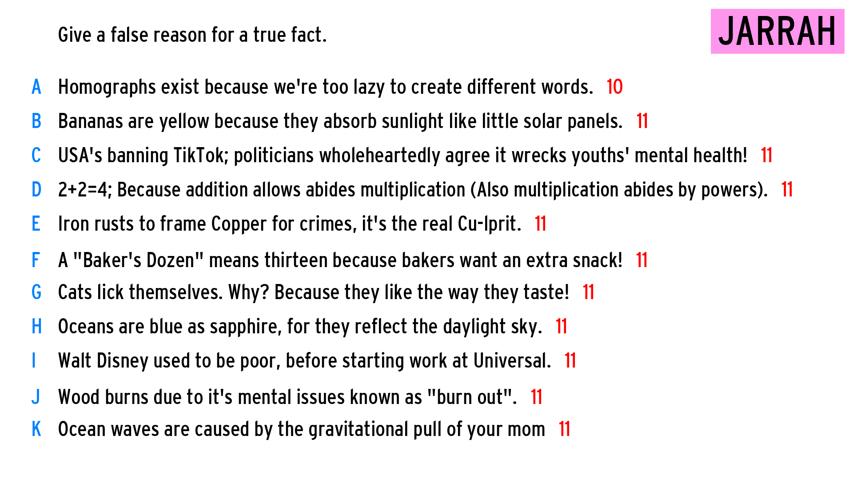 Give a false reason for a true fact.
JARRAH
A Homographs exist because we're too lazy to create different words. 10
B Bananas are yellow because they absorb sunlight like little solar panels. 11
C USA's banning TikTok; politicians wholeheartedly agree it wrecks youths' mental health! 11
D 2+2=4; Because addition allows abides multiplication (Also multiplication abides by powers). 11
E Iron rusts to frame Copper for crimes, it's the real Cu-lprit. 11
F A "Baker's Dozen" means thirteen because bakers want an extra snack! 11
G Cats lick themselves. Why? Because they like the way they taste! 11
H Oceans are blue as sapphire, for they reflect the daylight sky. 11
I Walt Disney used to be poor, before starting work at Universal. 11
J Wood burns due to it's mental issues known as "burn out". 11
K Ocean waves are caused by the gravitational pull of your mom 11